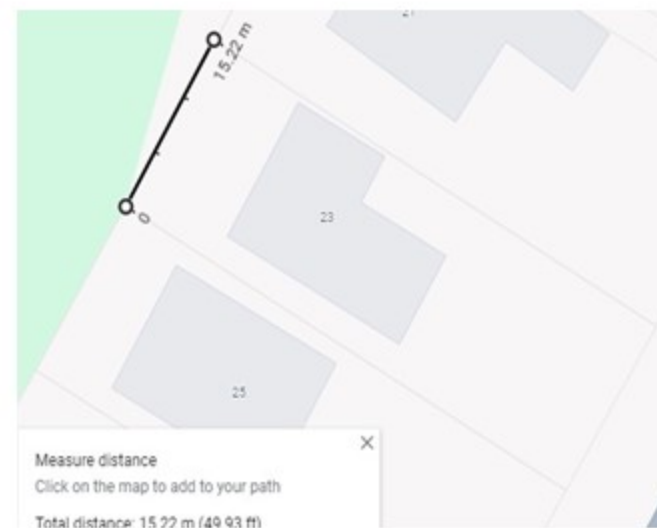 21
15.22 m
0
23
25
Measure distance
Click on the map to add to your path
Total distance: 15.22 m (49.93 ft)